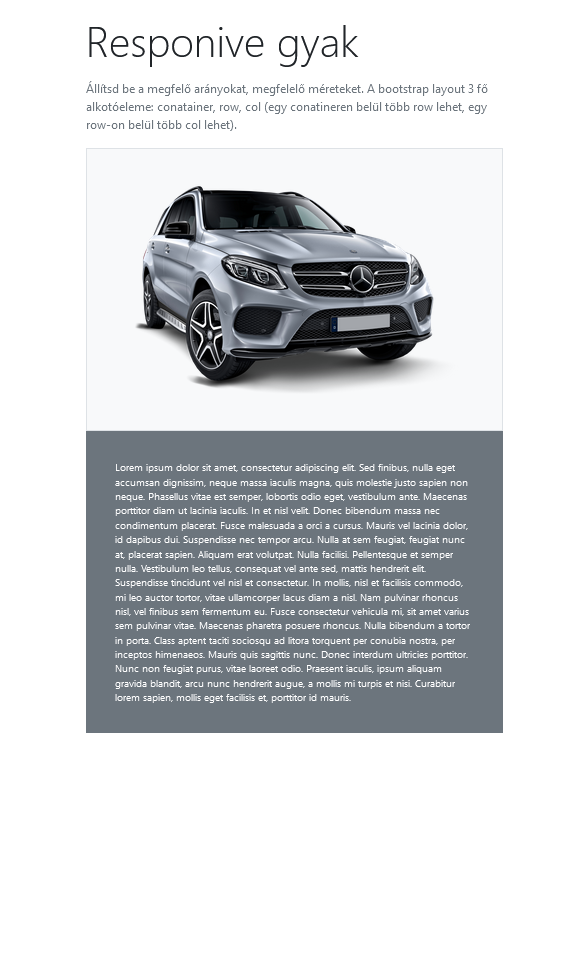 Responive gyak
Állítsd be a megfelő arányokat, megfelelő méreteket. A bootstrap layout 3 fő
alkotóeleme: conatainer, row, col (egy conatineren belül több row lehet, egy
row-on belül több col lehet).
Lorem ipsum dolor sit amet, consectetur adipiscing elit. Sed finibus, nulla eget
accumsan dignissim, neque massa iaculis magna, quis molestie justo sapien non
neque. Phasellus vitae est semper, lobortis odio eget, vestibulum ante. Maecenas
porttitor diam ut lacinia iaculis. In et nisl velit. Donec bibendum massa nec
condimentum placerat. Fusce malesuada a orci a cursus. Mauris vel lacinia dolor,
id dapibus dui. Suspendisse nec tempor arcu. Nulla at sem feugiat, feugiat nunc
at, placerat sapien. Aliquam erat volutpat. Nulla facilisi. Pellentesque et semper
nulla. Vestibulum leo tellus, consequat vel ante sed, mattis hendrerit elit.
Suspendisse tincidunt vel nisl et consectetur. In mollis, nisl et facilisis commodo,
mi leo auctor tortor, vitae ullamcorper lacus diam a nisl. Nam pulvinar rhoncus
nisl, vel finibus sem fermentum eu. Fusce consectetur vehicula mi, sit amet varius
sem pulvinar vitae. Maecenas pharetra posuere rhoncus. Nulla bibendum a tortor
in porta. Class aptent taciti sociosqu ad litora torquent per conubia nostra, per
inceptos himenaeos. Mauris quis sagittis nunc. Donec interdum ultricies porttitor.
Nunc non feugiat purus, vitae laoreet odio. Praesent iaculis, ipsum aliquam
gravida blandit, arcu nunc hendrerit augue, a mollis mi turpis et nisi. Curabitur
lorem sapien, mollis eget facilisis et, porttitor id mauris.